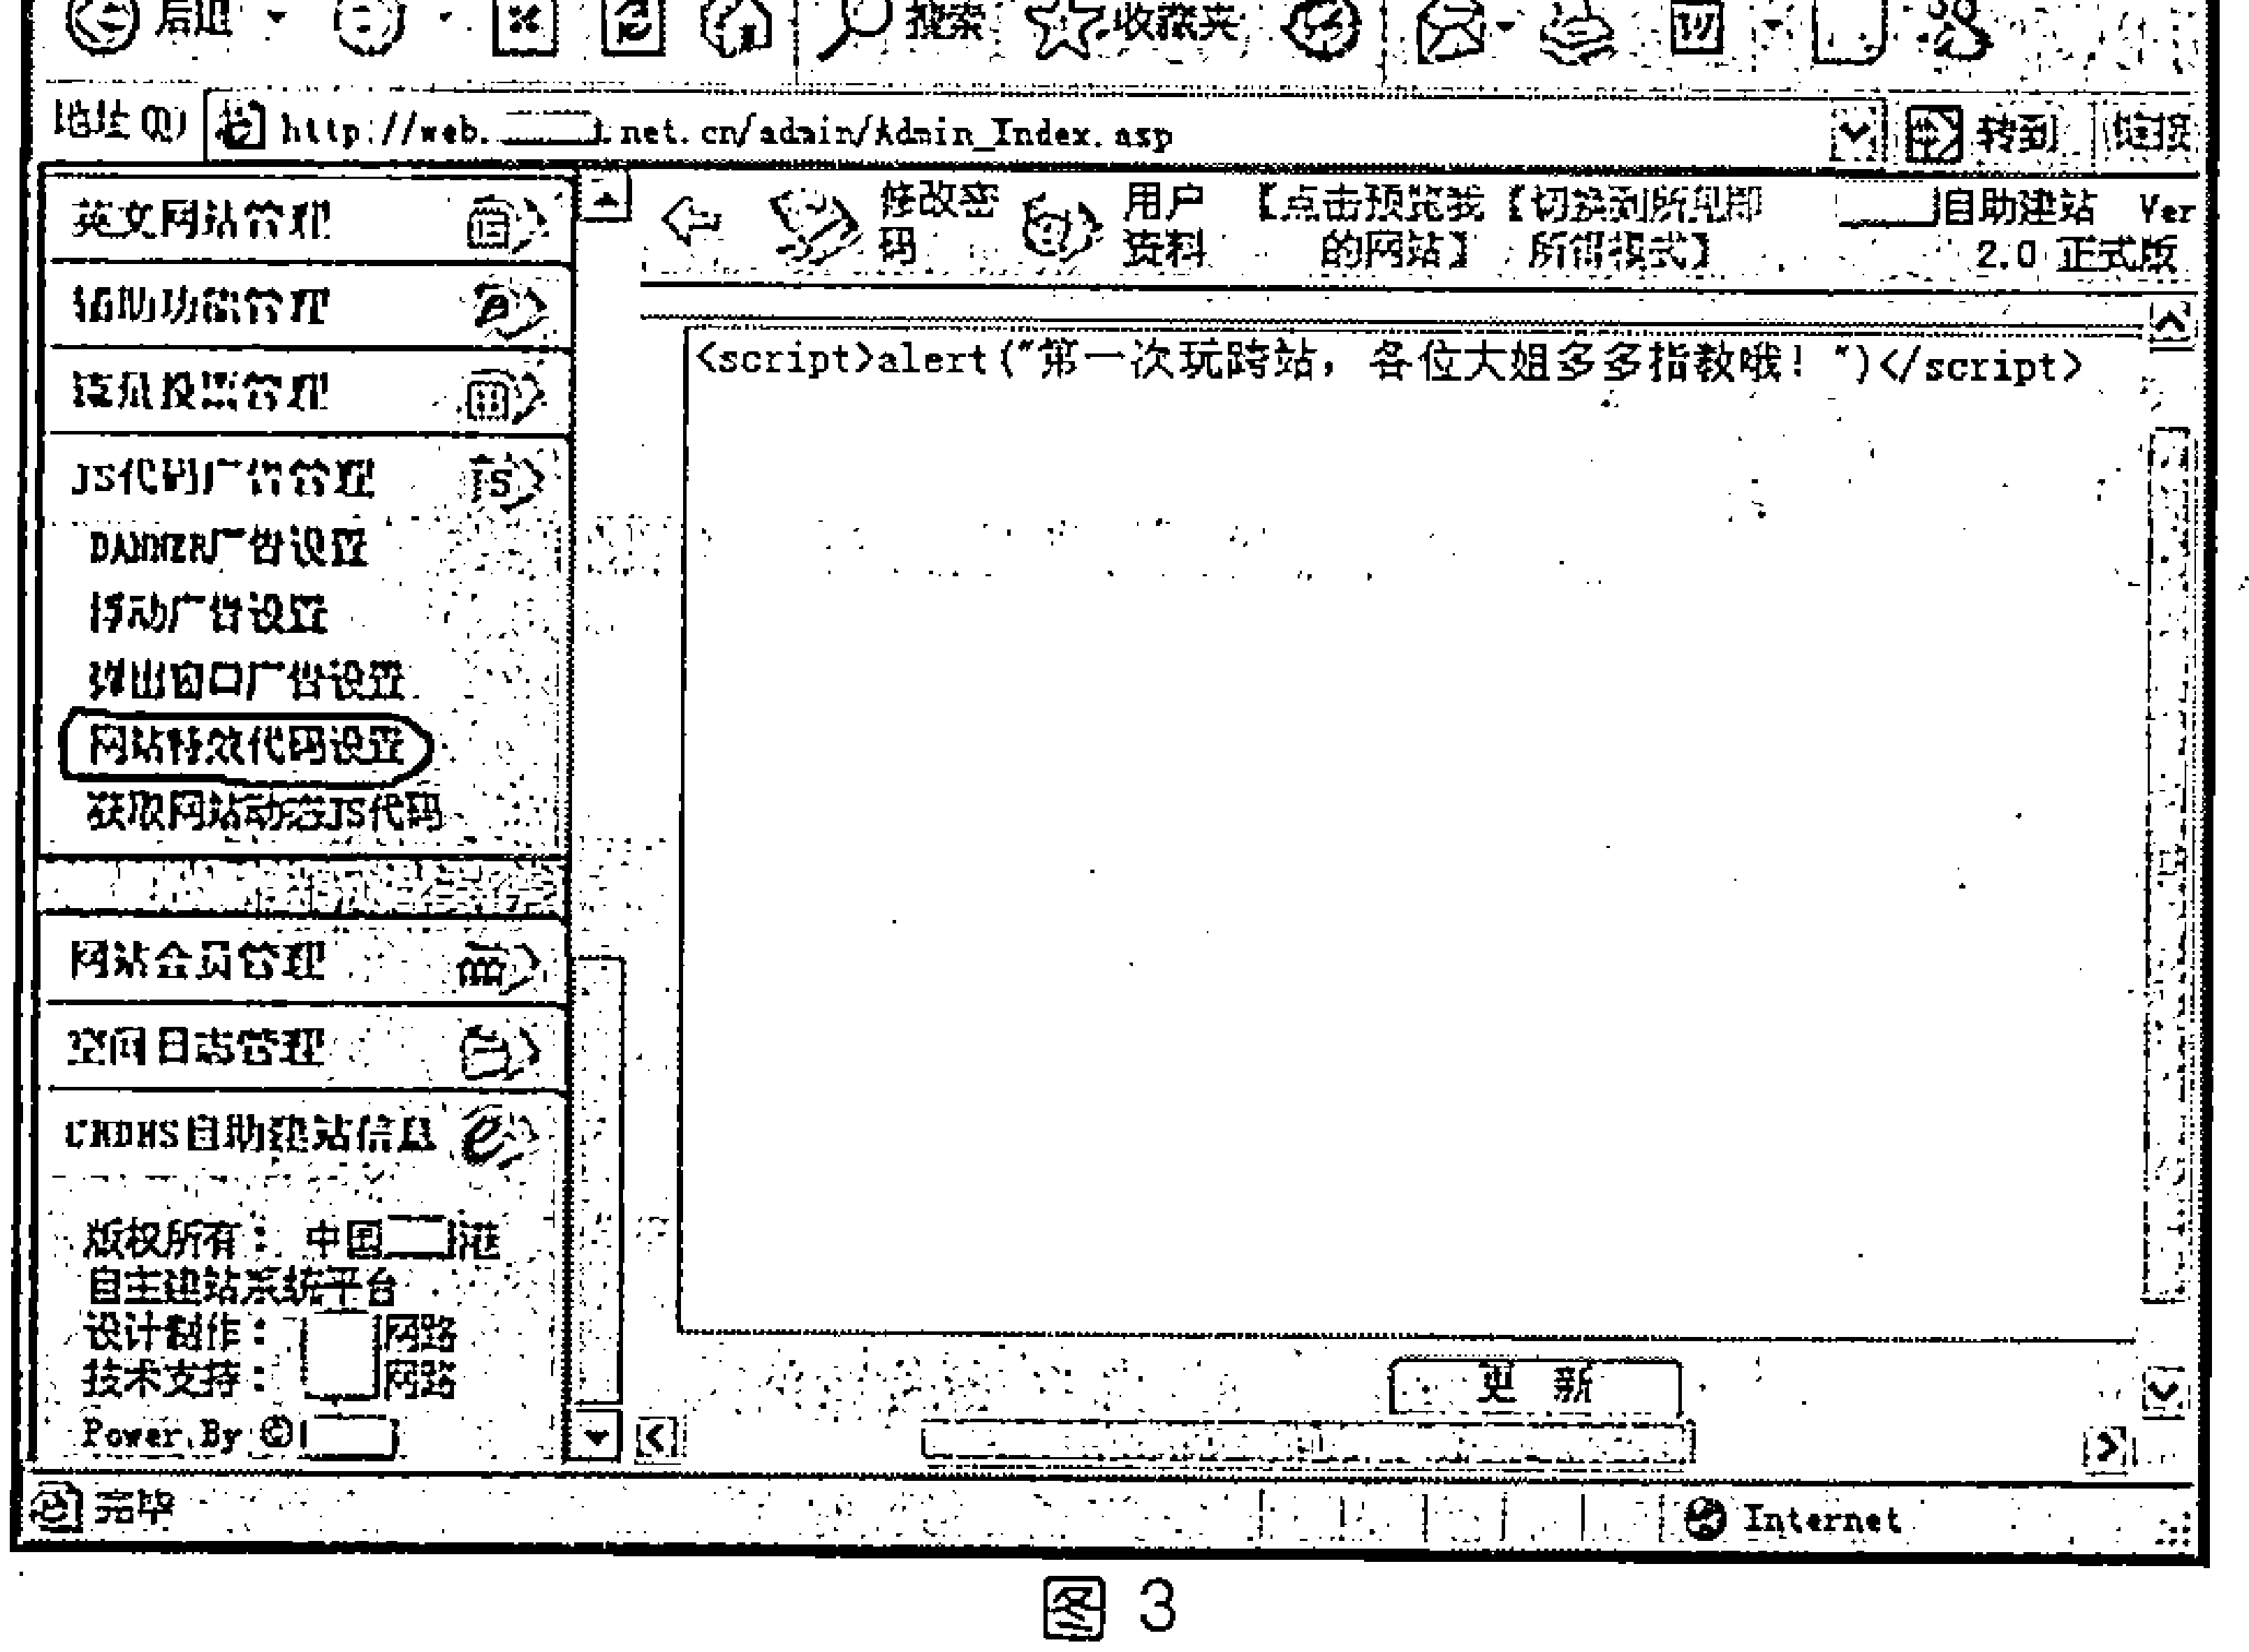 后退 搜索 收藏夹
地址(D) http://web. .net.cn/admin/Admin_Index.asp 转到 链接
英文网站管理
辅助功能管理
JS代码广告管理
BANNER广告设置
浮动广告设置
弹出窗口广告设置
网站特效代码设置
获取网站动态JS代码
网站会员管理
空间日志管理
CNDNS自助建站信息
版权所有： 中国 港
自主建站系统平台
设计制作： 网路
技术支持： 网路
Power By ©
修改密
码
用户
资料
【点击预览我
的网站】
【切换到所见即
所得模式】
自助建站 Ver
2.0 正式版
<script>alert("第一次玩跨站，各位大姐多多指教哦！")</script>
更 新
完毕 Internet
图 3